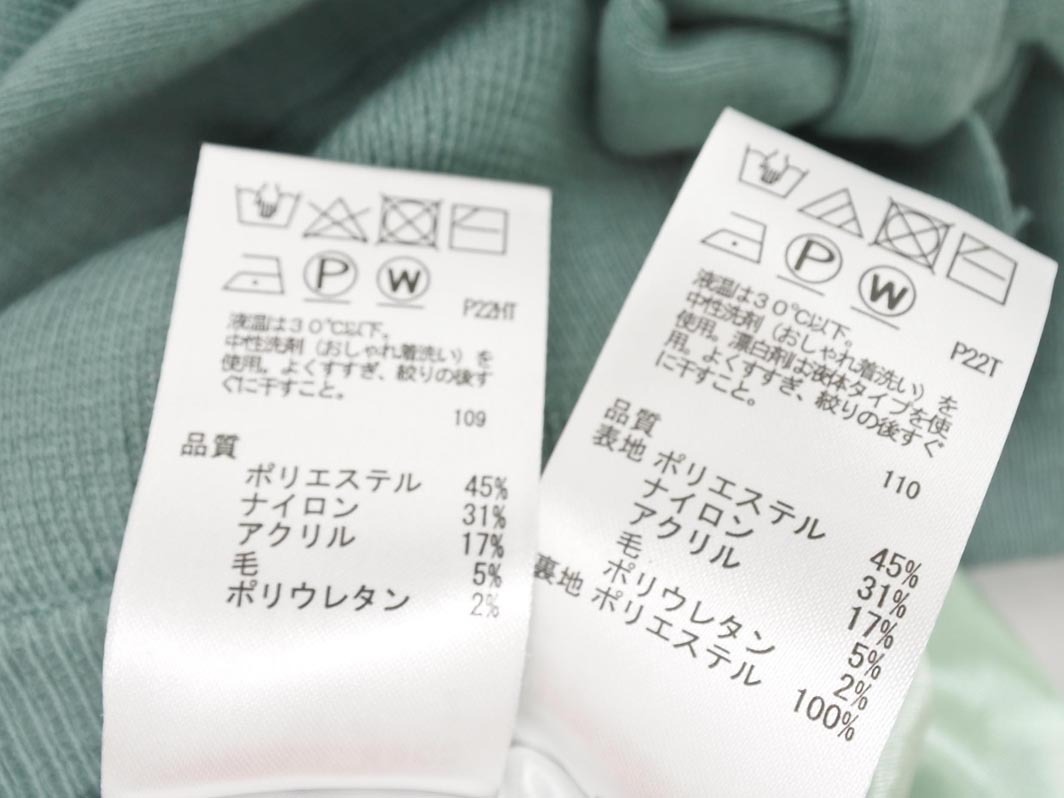 P W
P22HT
液温は30℃以下。
中性洗剤（おしゃれ着洗い）を
使用。よくすすぎ、絞りの後す
ぐに干すこと。
109
品質
ポリエステル 45%
ナイロン 31%
アクリル 17%
毛 5%
ポリウレタン 2%
P W
P22T
液温は30℃以下。
中性洗剤（おしゃれ着洗い）を
使用。漂白剤は液体タイプを使
用。よくすすぎ、絞りの後すぐ
に干すこと。
110
品質
表地 ポリエステル 45%
ナイロン 31%
アクリル 17%
毛 5%
ポリウレタン 2%
裏地 ポリエステル 100%